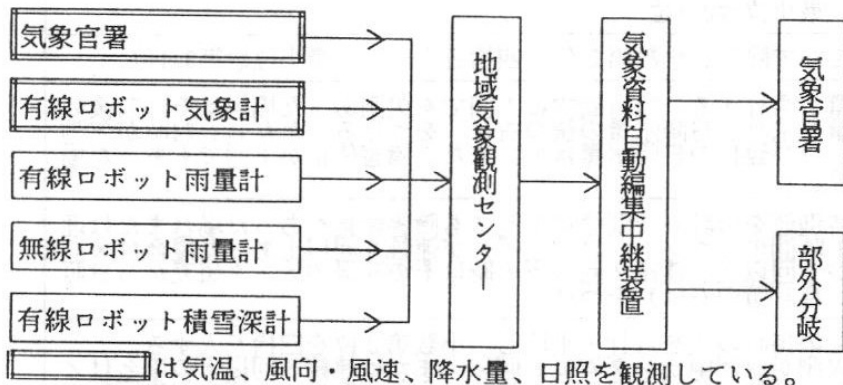 気象官署
有線ロボット気象計
有線ロボット雨量計
無線ロボット雨量計
有線ロボット積雪深計
地域気象観測センター
気象資料自動編集中継装置
気象官署
部外分岐
は気温、風向・風速、降水量、日照を観測している。